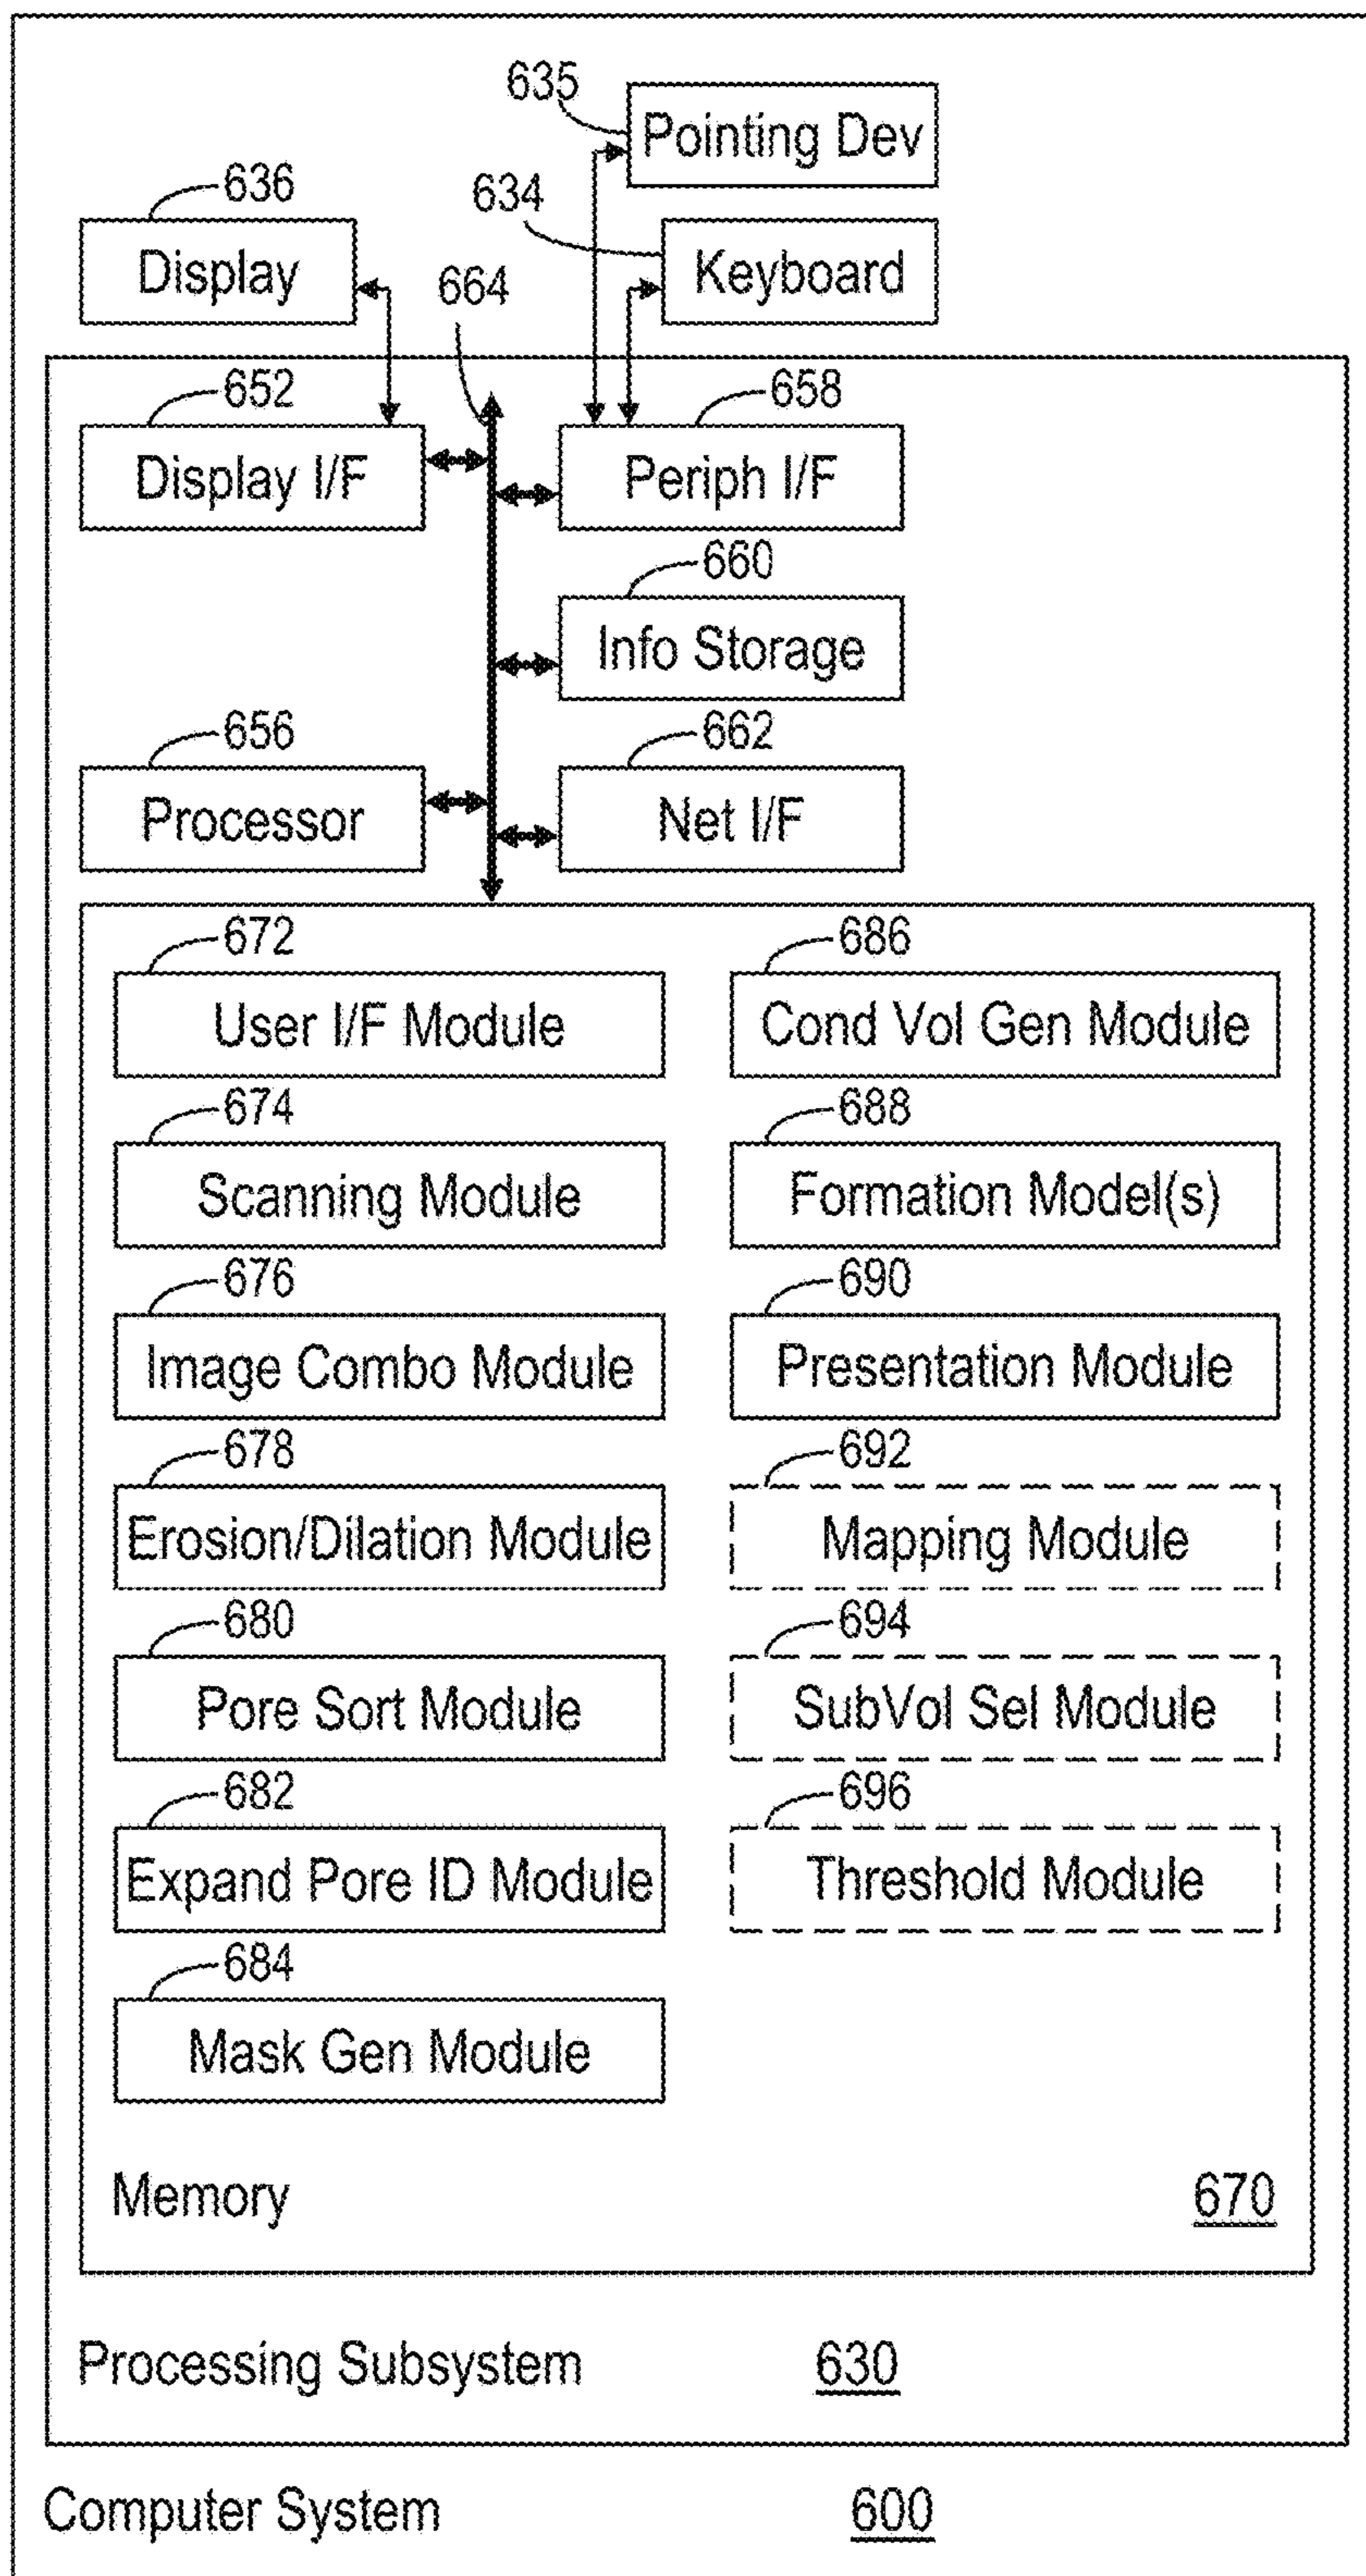 635
Pointing Dev
636
634
Display
Keyboard
664
652
658
Display I/F
Periph I/F
660
Info Storage
656
662
Processor
Net I/F
672
686
User I/F Module
Cond Vol Gen Module
674
688
Scanning Module
Formation Model(s)
676
690
Image Combo Module
Presentation Module
678
692
Erosion/Dilation Module
Mapping Module
680
694
Pore Sort Module
SubVol Sel Module
682
696
Expand Pore ID Module
Threshold Module
684
Mask Gen Module
Memory
670
Processing Subsystem
630
Computer System
600